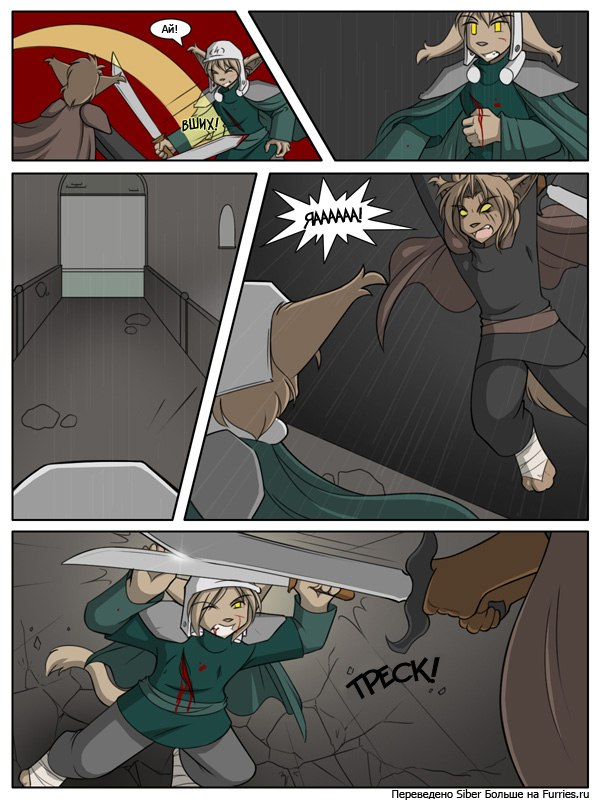 Ай!
ВШИХ!
ЯААААА!
ТРЕСК!
Переведено Siber Больше на Furries.ru